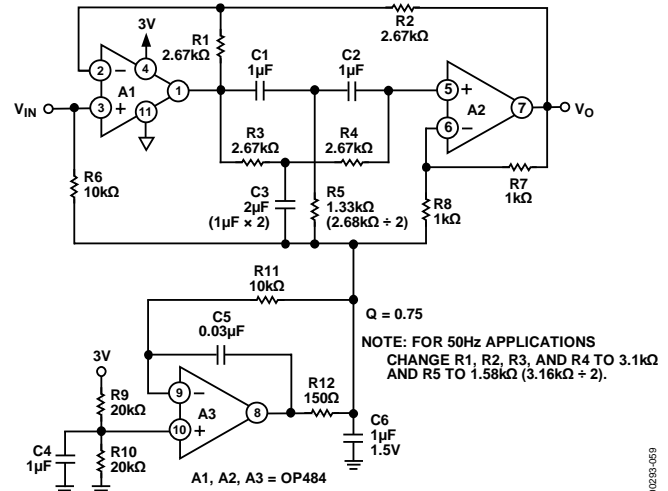 R2
2.67kΩ
3V
R1
2.67kΩ
C1
1µF
C2
1µF
2
−
4
A1
1
3
+
11
VIN
5
+
A2
7
6
−
VO
R3
2.67kΩ
R4
2.67kΩ
R6
10kΩ
C3
2µF
(1µF × 2)
R5
1.33kΩ
(2.68kΩ ÷ 2)
R8
1kΩ
R7
1kΩ
R11
10kΩ
C5
0.03µF
Q = 0.75
NOTE: FOR 50Hz APPLICATIONS
CHANGE R1, R2, R3, AND R4 TO 3.1kΩ
AND R5 TO 1.58kΩ (3.16kΩ ÷ 2).
3V
R9
20kΩ
9
−
A3
8
10
+
R12
150Ω
C4
1µF
R10
20kΩ
C6
1µF
1.5V
A1, A2, A3 = OP484
00293-059